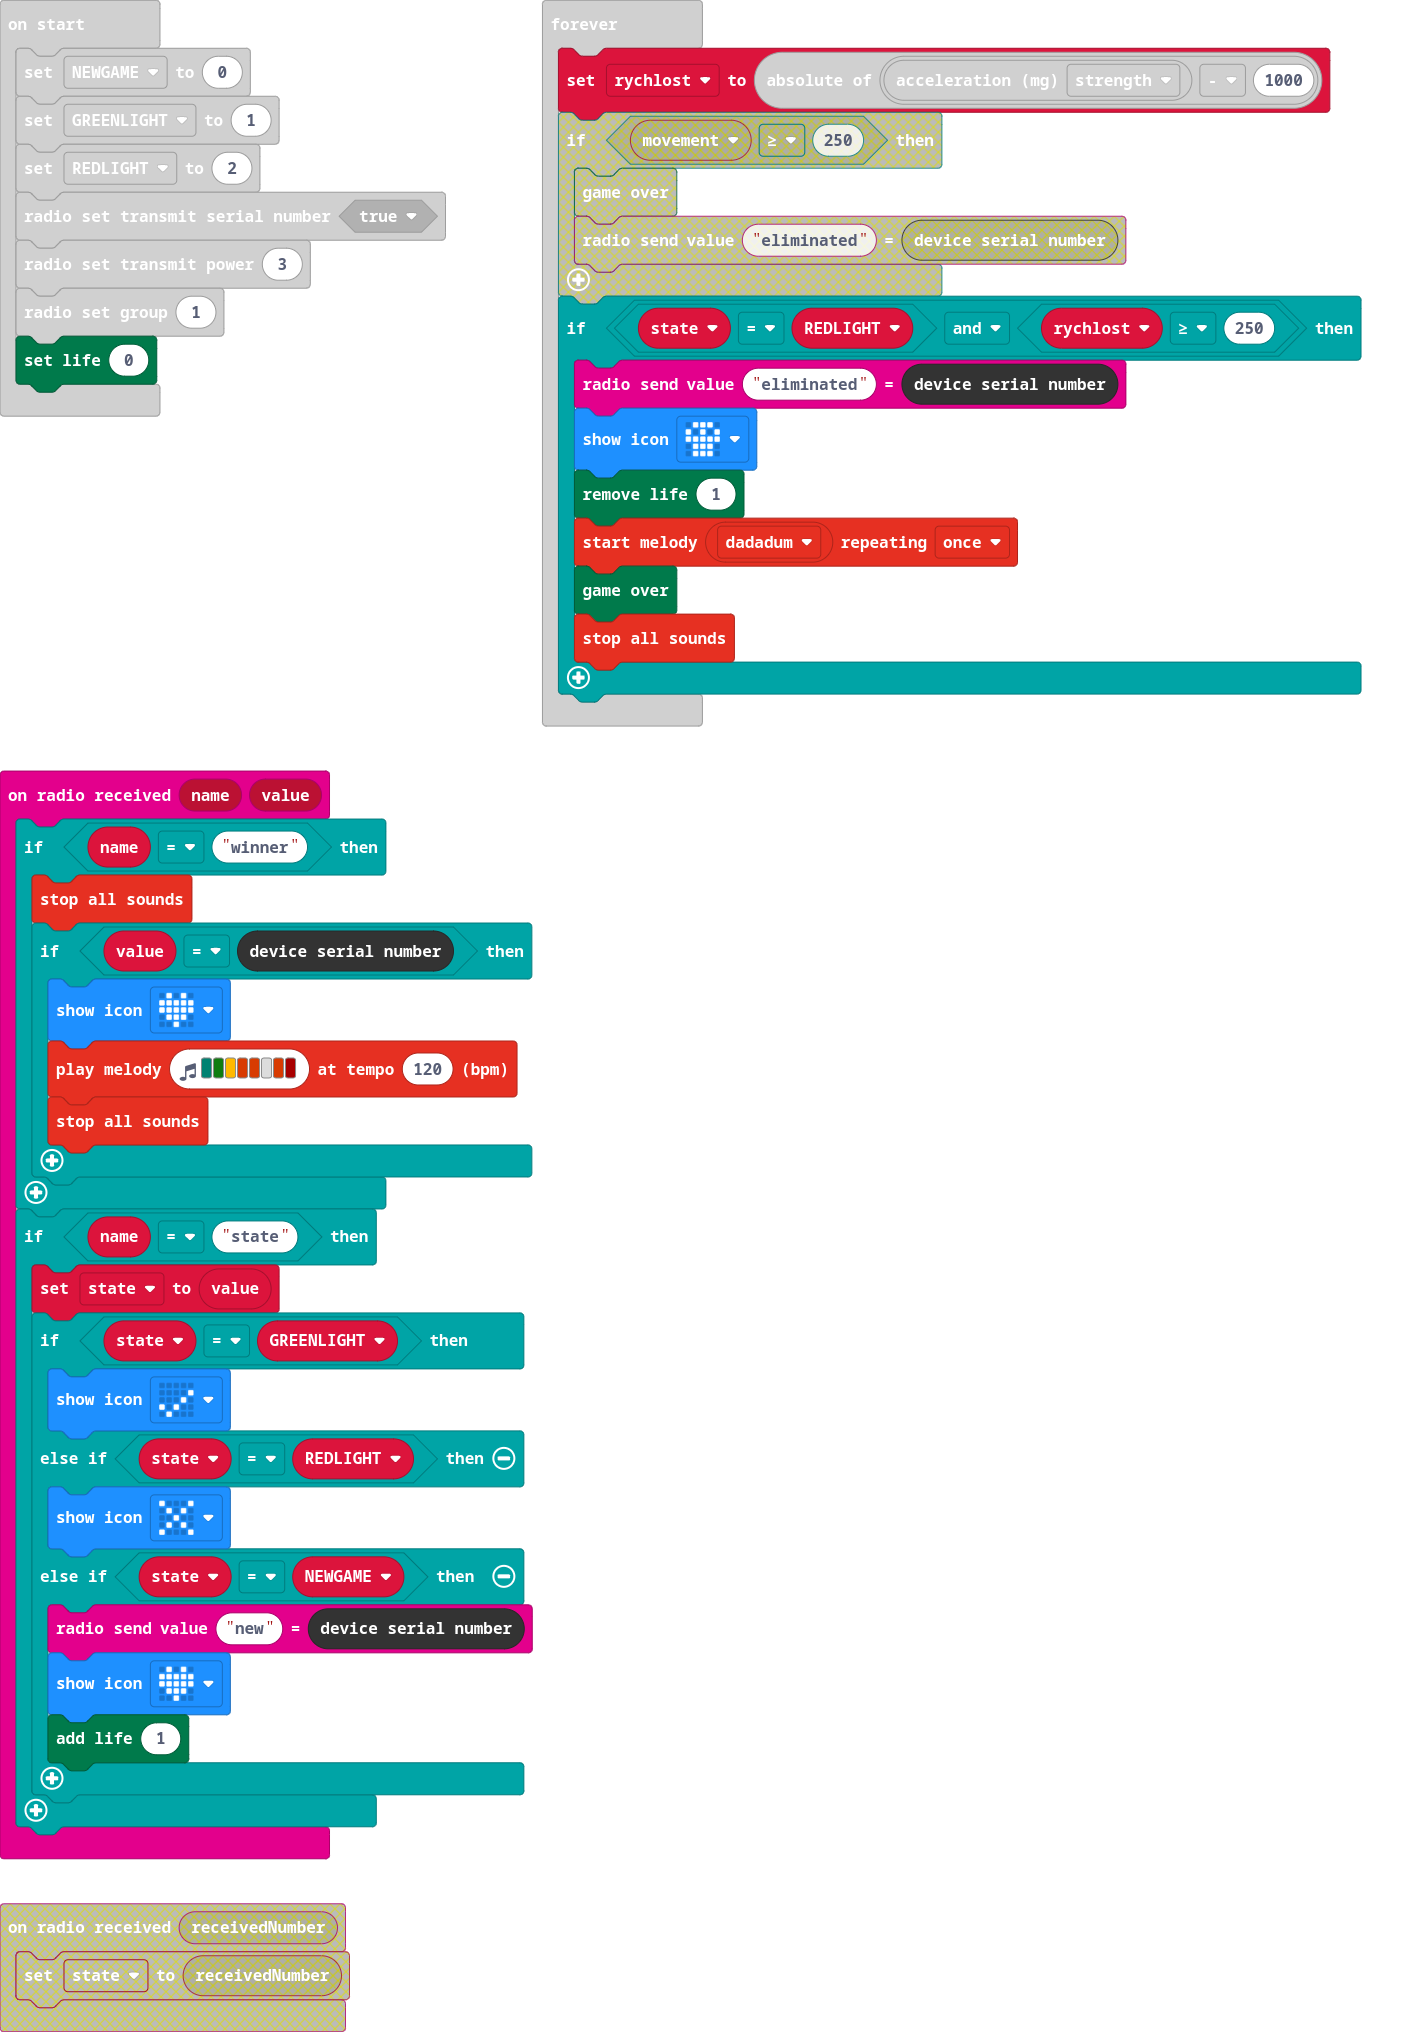 on start
set NEWGAME to 0
set GREENLIGHT to 1
set REDLIGHT to 2
radio set transmit serial number true
radio set transmit power 3
radio set group 1
set life 0
forever
set rychlost to absolute of acceleration (mg) strength - 1000
if movement ≥ 250 then
game over
radio send value "eliminated" = device serial number
if state = REDLIGHT and rychlost ≥ 250 then
radio send value "eliminated" = device serial number
show icon
remove life 1
start melody dadadum repeating once
game over
stop all sounds
on radio received name value
if name = "winner" then
stop all sounds
if value = device serial number then
show icon
play melody at tempo 120 (bpm)
stop all sounds
if name = "state" then
set state to value
if state = GREENLIGHT then
show icon
else if state = REDLIGHT then
show icon
else if state = NEWGAME then
radio send value "new" = device serial number
show icon
add life 1
on radio received receivedNumber
set state to receivedNumber